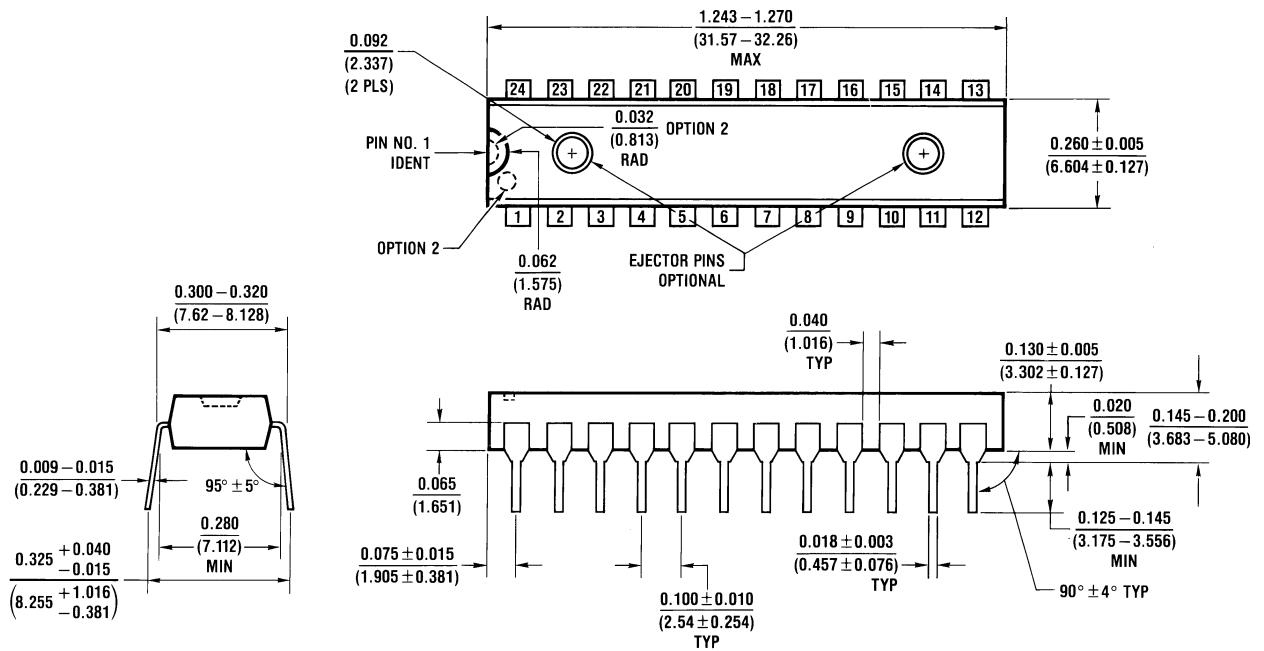 1.243 – 1.270
(31.57 – 32.26)
MAX
0.092
(2.337)
(2 PLS)
24 23 22 21 20 19 18 17 16 15 14 13
0.032
(0.813)
RAD
OPTION 2
PIN NO. 1
IDENT
0.260 ± 0.005
(6.604 ± 0.127)
1 2 3 4 5 6 7 8 9 10 11 12
OPTION 2
0.062
(1.575)
RAD
EJECTOR PINS
OPTIONAL
0.300 – 0.320
(7.62 – 8.128)
0.040
(1.016)
TYP
0.130 ± 0.005
(3.302 ± 0.127)
0.020
(0.508)
MIN
0.145 – 0.200
(3.683 – 5.080)
0.009 – 0.015
(0.229 – 0.381)
95° ± 5°
0.065
(1.651)
0.280
(7.112)
MIN
0.325 +0.040
−0.015
(8.255 +1.016
−0.381)
0.075 ± 0.015
(1.905 ± 0.381)
0.100 ± 0.010
(2.54 ± 0.254)
TYP
0.018 ± 0.003
(0.457 ± 0.076)
TYP
0.125 – 0.145
(3.175 – 3.556)
MIN
90° ± 4° TYP